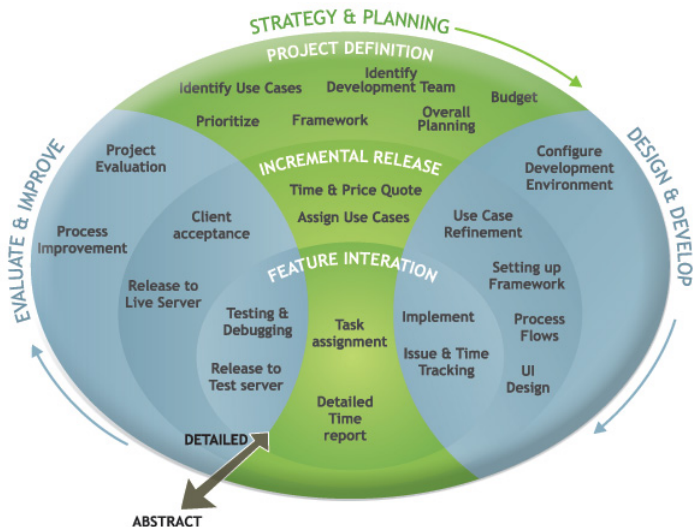 STRATEGY & PLANNING
PROJECT DEFINITION
Identify Use Cases
Identify
Development Team
Budget
Prioritize
Framework
Overall
Planning
INCREMENTAL RELEASE
Time & Price Quote
Assign Use Cases
FEATURE INTERATION
Task
assignment
Detailed
Time
report
DESIGN & DEVELOP
Configure
Development
Environment
Use Case
Refinement
Setting up
Framework
Process
Flows
UI
Design
Implement
Issue & Time
Tracking
EVALUATE & IMPROVE
Project
Evaluation
Process
Improvement
Client
acceptance
Release to
Live Server
Testing &
Debugging
Release to
Test server
DETAILED
ABSTRACT